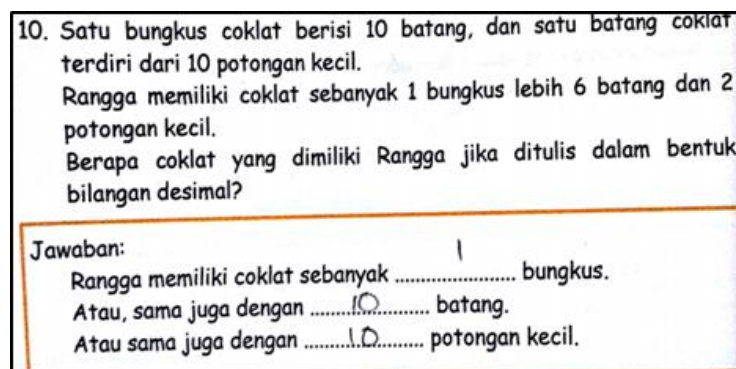 10. Satu bungkus coklat berisi 10 batang, dan satu batang coklat
terdiri dari 10 potongan kecil.
Rangga memiliki coklat sebanyak 1 bungkus lebih 6 batang dan 2
potongan kecil.
Berapa coklat yang dimiliki Rangga jika ditulis dalam bentuk
bilangan desimal?
Jawaban:
Rangga memiliki coklat sebanyak ..........1.......... bungkus.
Atau, sama juga dengan ........10........... batang.
Atau sama juga dengan .........10......... potongan kecil.